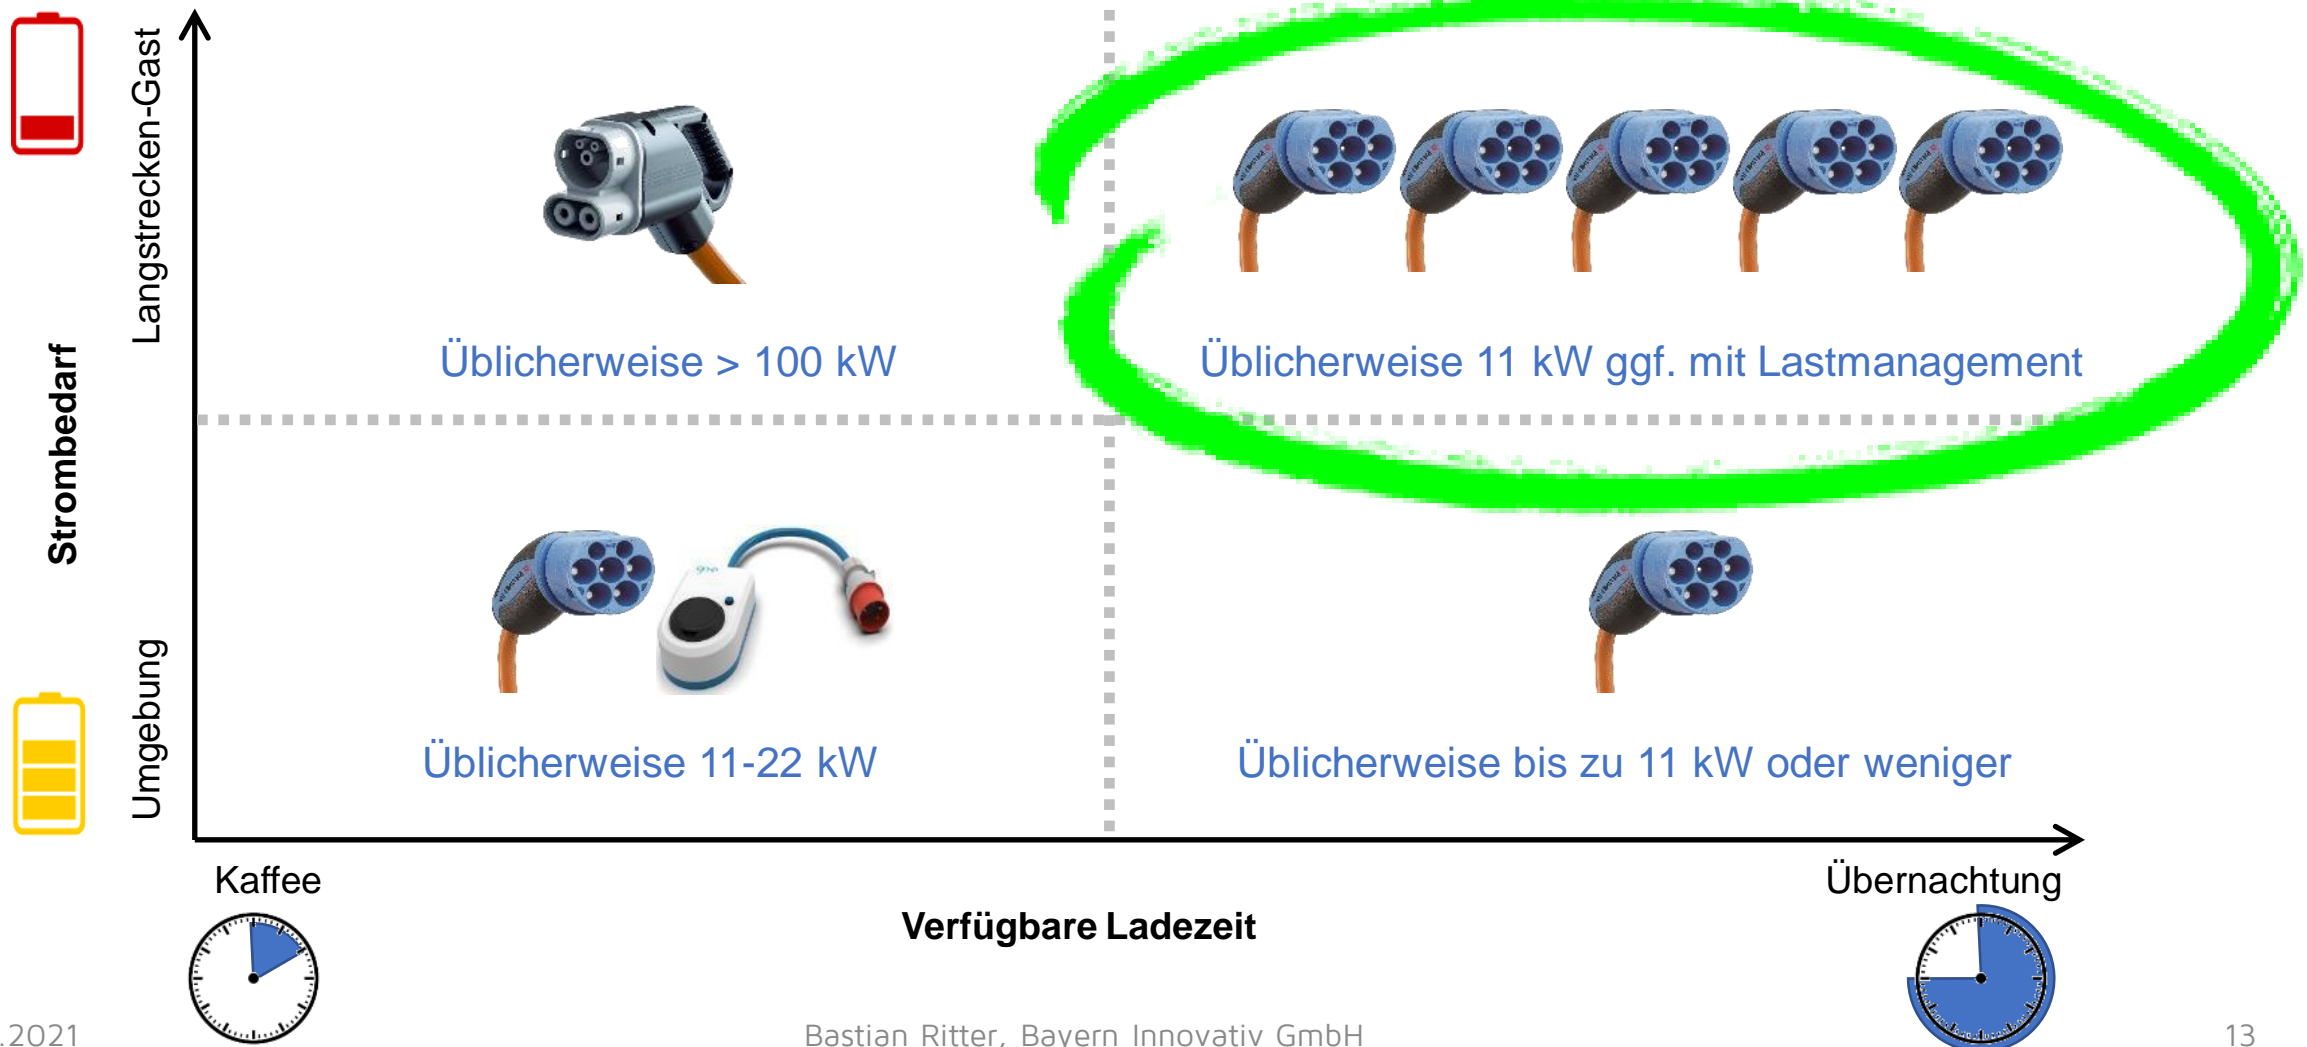 Langstrecken-Gast
Strombedarf
Umgebung
Üblicherweise > 100 kW
Üblicherweise 11 kW ggf. mit Lastmanagement
Üblicherweise 11-22 kW
Üblicherweise bis zu 11 kW oder weniger
Kaffee
Übernachtung
Verfügbare Ladezeit
.2021
Bastian Ritter, Bayern Innovativ GmbH
13